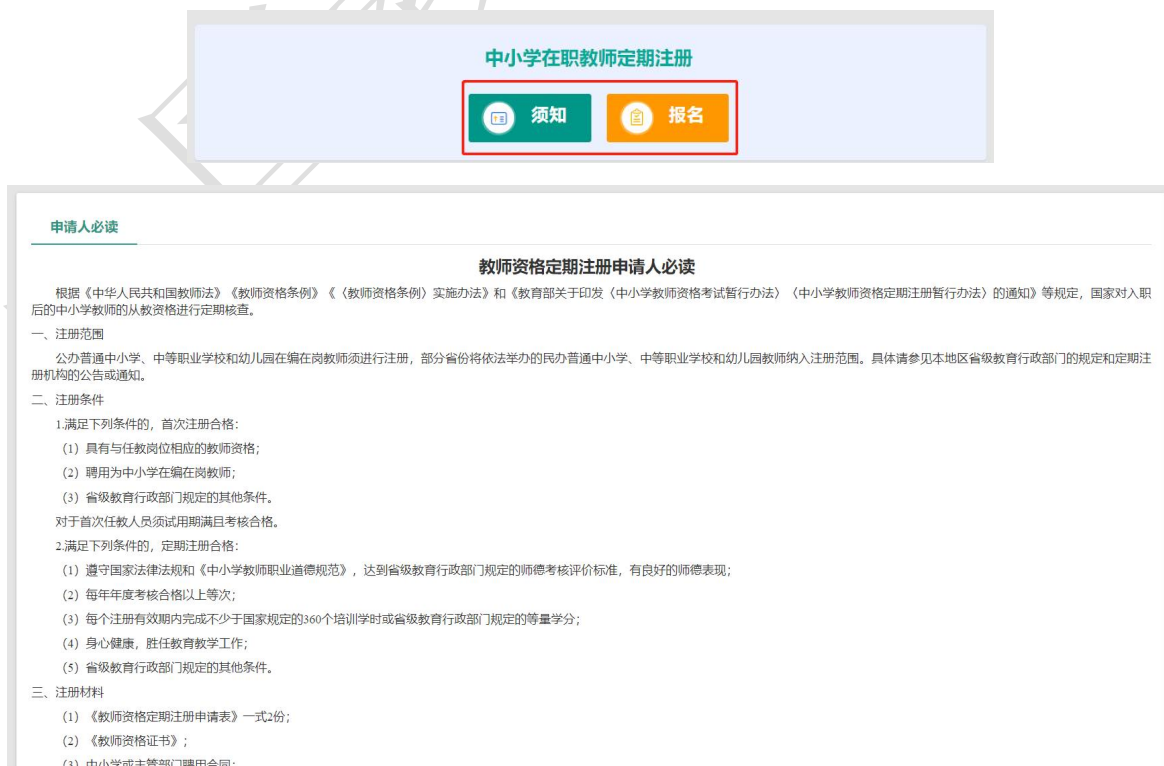 中小学在职教师定期注册
须知 报名
申请人必读
教师资格定期注册申请人必读
根据《中华人民共和国教师法》《教师资格条例》《〈教师资格条例〉实施办法》和《教育部关于印发〈中小学教师资格考试暂行办法〉〈中小学教师资格定期注册暂行办法〉的通知》等规定，国家对入职
后的中小学教师的从教资格进行定期核查。
一、注册范围
公办普通中小学、中等职业学校和幼儿园在编在岗教师须进行注册，部分省份将依法举办的民办普通中小学、中等职业学校和幼儿园教师纳入注册范围。具体请参见本地区省级教育行政部门的规定和定期注
册机构的公告或通知。
二、注册条件
1.满足下列条件的，首次注册合格：
（1）具有与任教岗位相应的教师资格；
（2）聘用为中小学在编在岗教师；
（3）省级教育行政部门规定的其他条件。
对于首次任教人员须试用期满且考核合格。
2.满足下列条件的，定期注册合格：
（1）遵守国家法律法规和《中小学教师职业道德规范》，达到省级教育行政部门规定的师德考核评价标准，有良好的师德表现；
（2）每年年度考核合格以上等次；
（3）每个注册有效期内完成不少于国家规定的360个培训学时或省级教育行政部门规定的等量学分；
（4）身心健康，胜任教育教学工作；
（5）省级教育行政部门规定的其他条件。
三、注册材料
（1）《教师资格定期注册申请表》一式2份；
（2）《教师资格证书》；
（3）中小学或主管部门聘用合同；